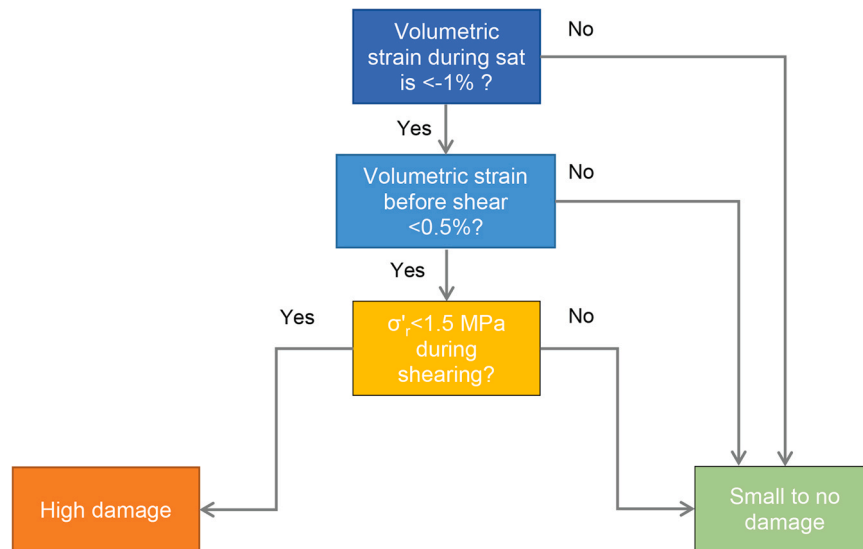 Volumetric
strain during sat
is <-1% ?
No
Yes
Volumetric strain
before shear
<0.5%?
No
Yes
Yes
σ'r<1.5 MPa
during
shearing?
No
High damage
Small to no
damage